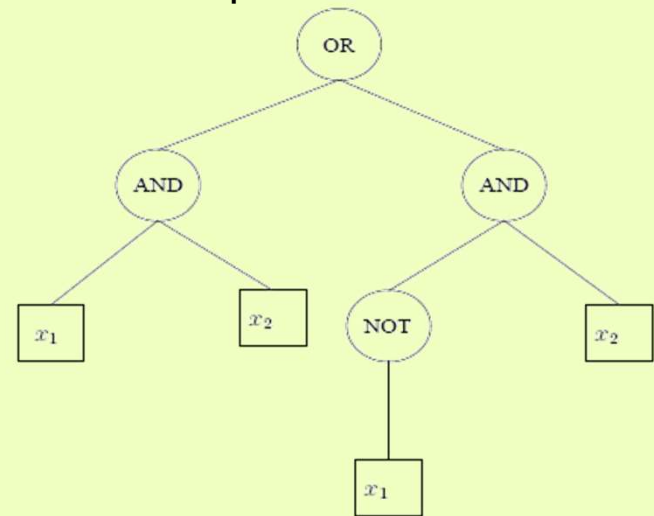 OR
AND AND
x₁ x₂ NOT x₂
x₁